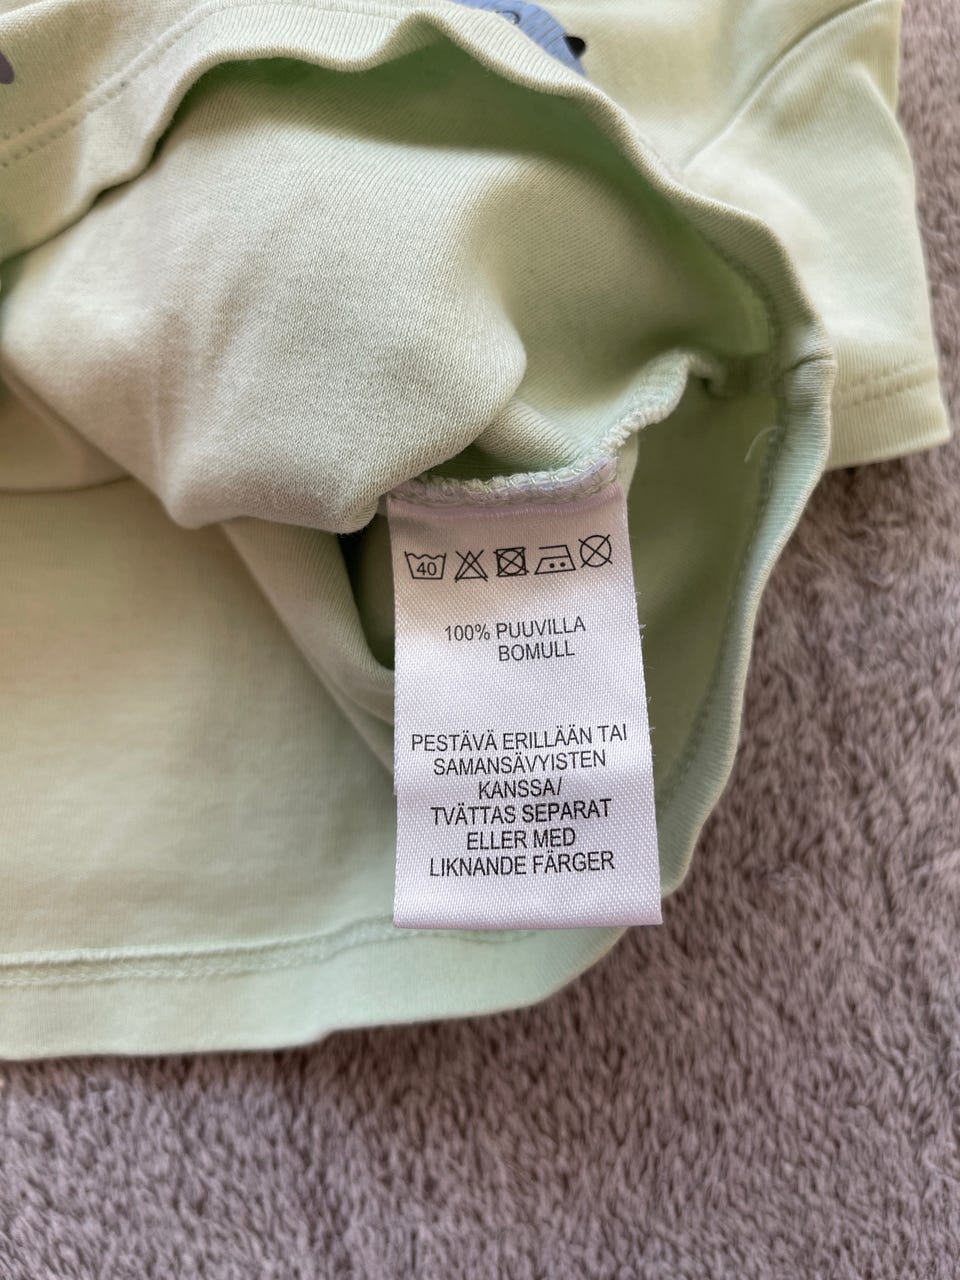 40
100% PUUVILLA
BOMULL
PESTÄVÄ ERILLÄÄN TAI
SAMANSÄVYISTEN
KANSSA/
TVÄTTAS SEPARAT
ELLER MED
LIKNANDE FÄRGER